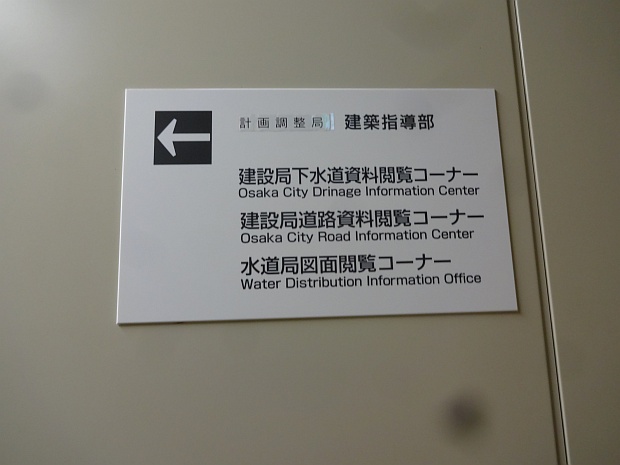 計画調整局 建築指導部
建設局下水道資料閲覧コーナー
Osaka City Drinage Information Center
建設局道路資料閲覧コーナー
Osaka City Road Information Center
水道局図面閲覧コーナー
Water Distribution Information Office